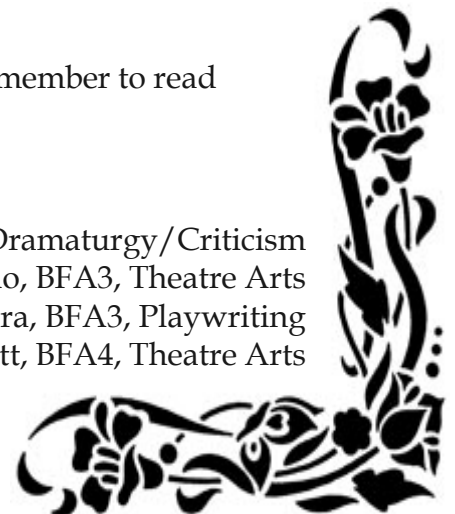 member to read
Dramaturgy/Criticism
o, BFA3, Theatre Arts
ra, BFA3, Playwriting
tt, BFA4, Theatre Arts